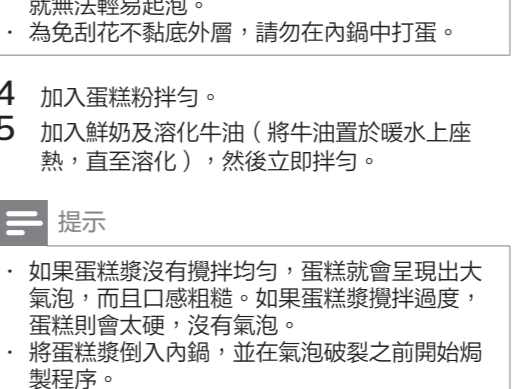 就無法輕易起泡。
· 為免刮花不黏底外層，請勿在內鍋中打蛋。
4 加入蛋糕粉拌勻。
5 加入鮮奶及溶化牛油（將牛油置於暖水上座
熱，直至溶化），然後立即拌勻。
提示
· 如果蛋糕漿沒有攪拌均勻，蛋糕就會呈現出大
氣泡，而且口感粗糙。如果蛋糕漿攪拌過度，
蛋糕則會太硬，沒有氣泡。
· 將蛋糕漿倒入內鍋，並在氣泡破裂之前開始焗
製程序。